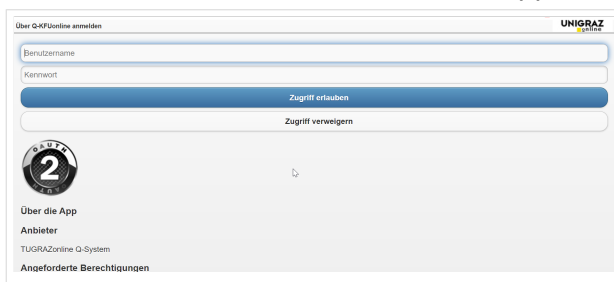 Über Q-KFUonline anmelden
UNIGRAZ
online
Benutzername
Kennwort
Zugriff erlauben
Zugriff verweigern
OAUTH
2
AUTH
Über die App
Anbieter
TUGRAZonline Q-System
Angeforderte Berechtigungen